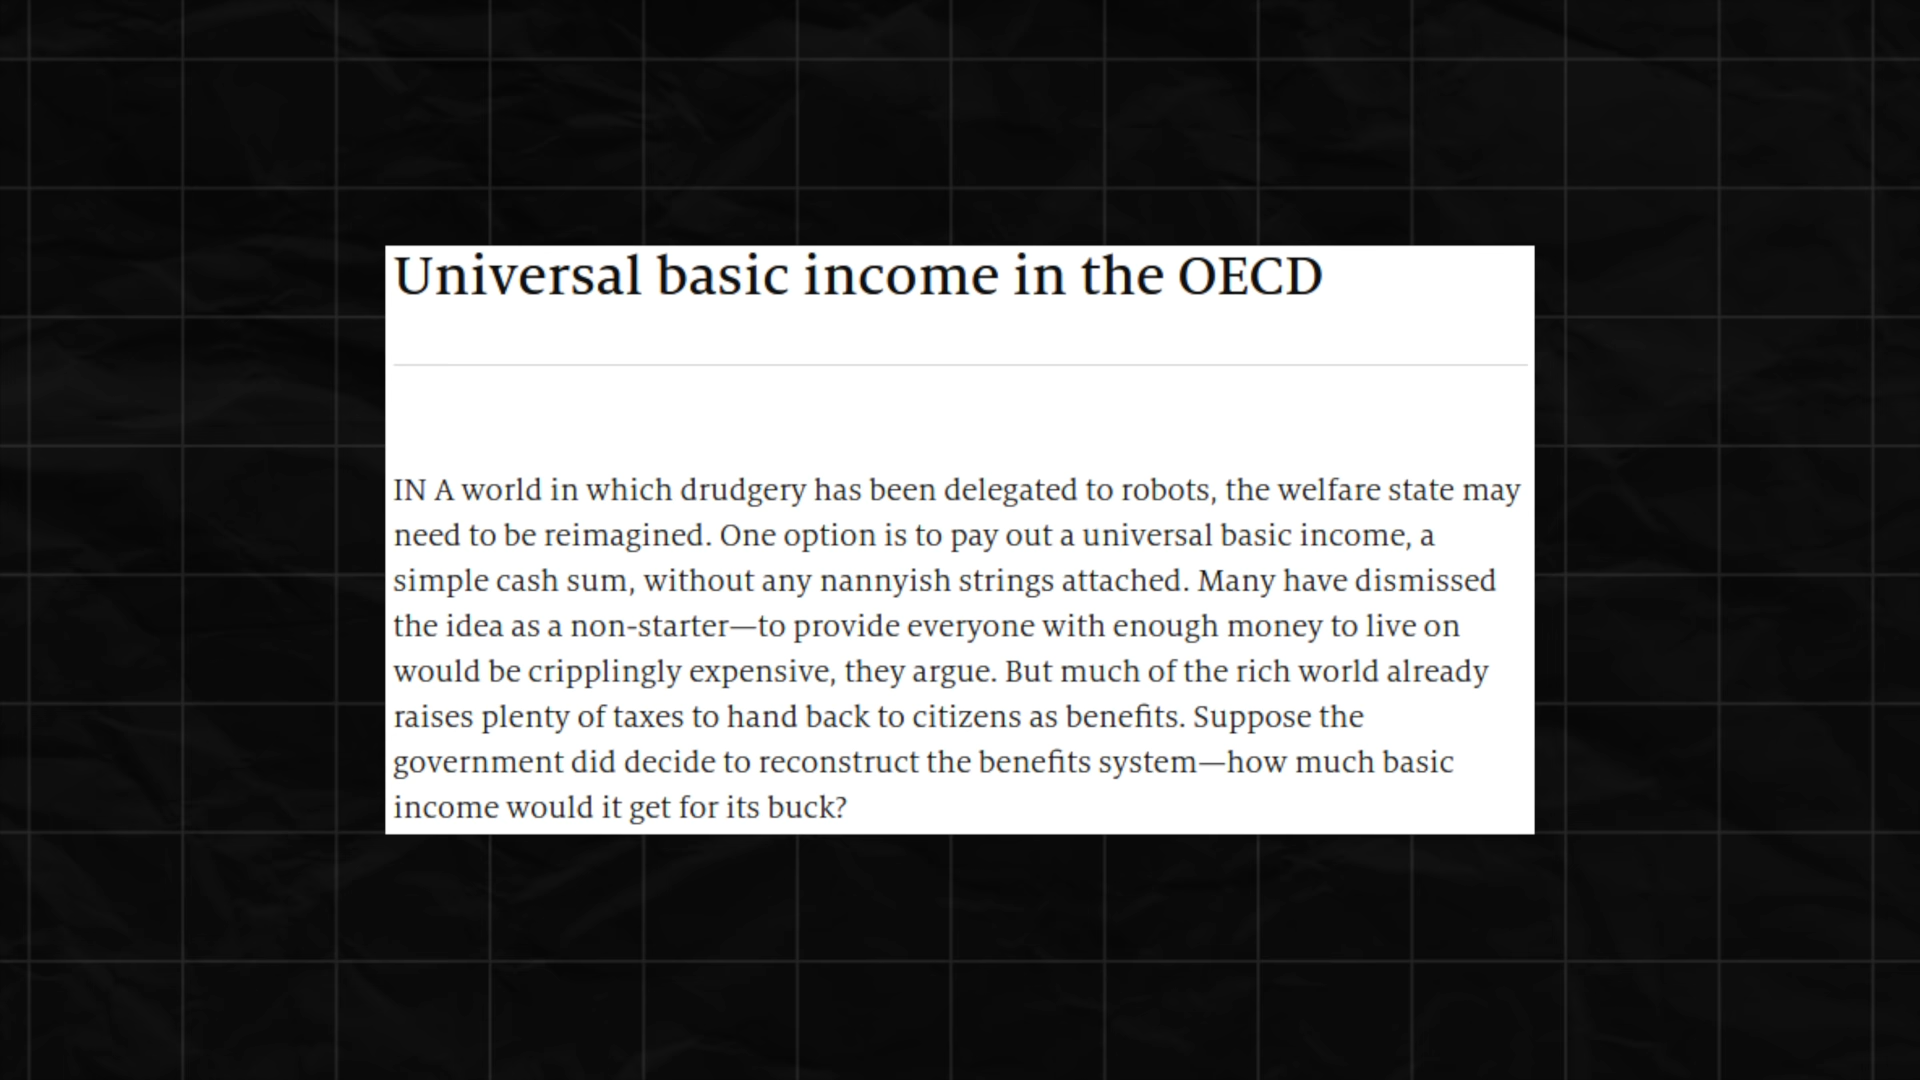 Universal basic income in the OECD
IN A world in which drudgery has been delegated to robots, the welfare state may
need to be reimagined. One option is to pay out a universal basic income, a
simple cash sum, without any nannyish strings attached. Many have dismissed
the idea as a non-starter—to provide everyone with enough money to live on
would be cripplingly expensive, they argue. But much of the rich world already
raises plenty of taxes to hand back to citizens as benefits. Suppose the
government did decide to reconstruct the benefits system—how much basic
income would it get for its buck?